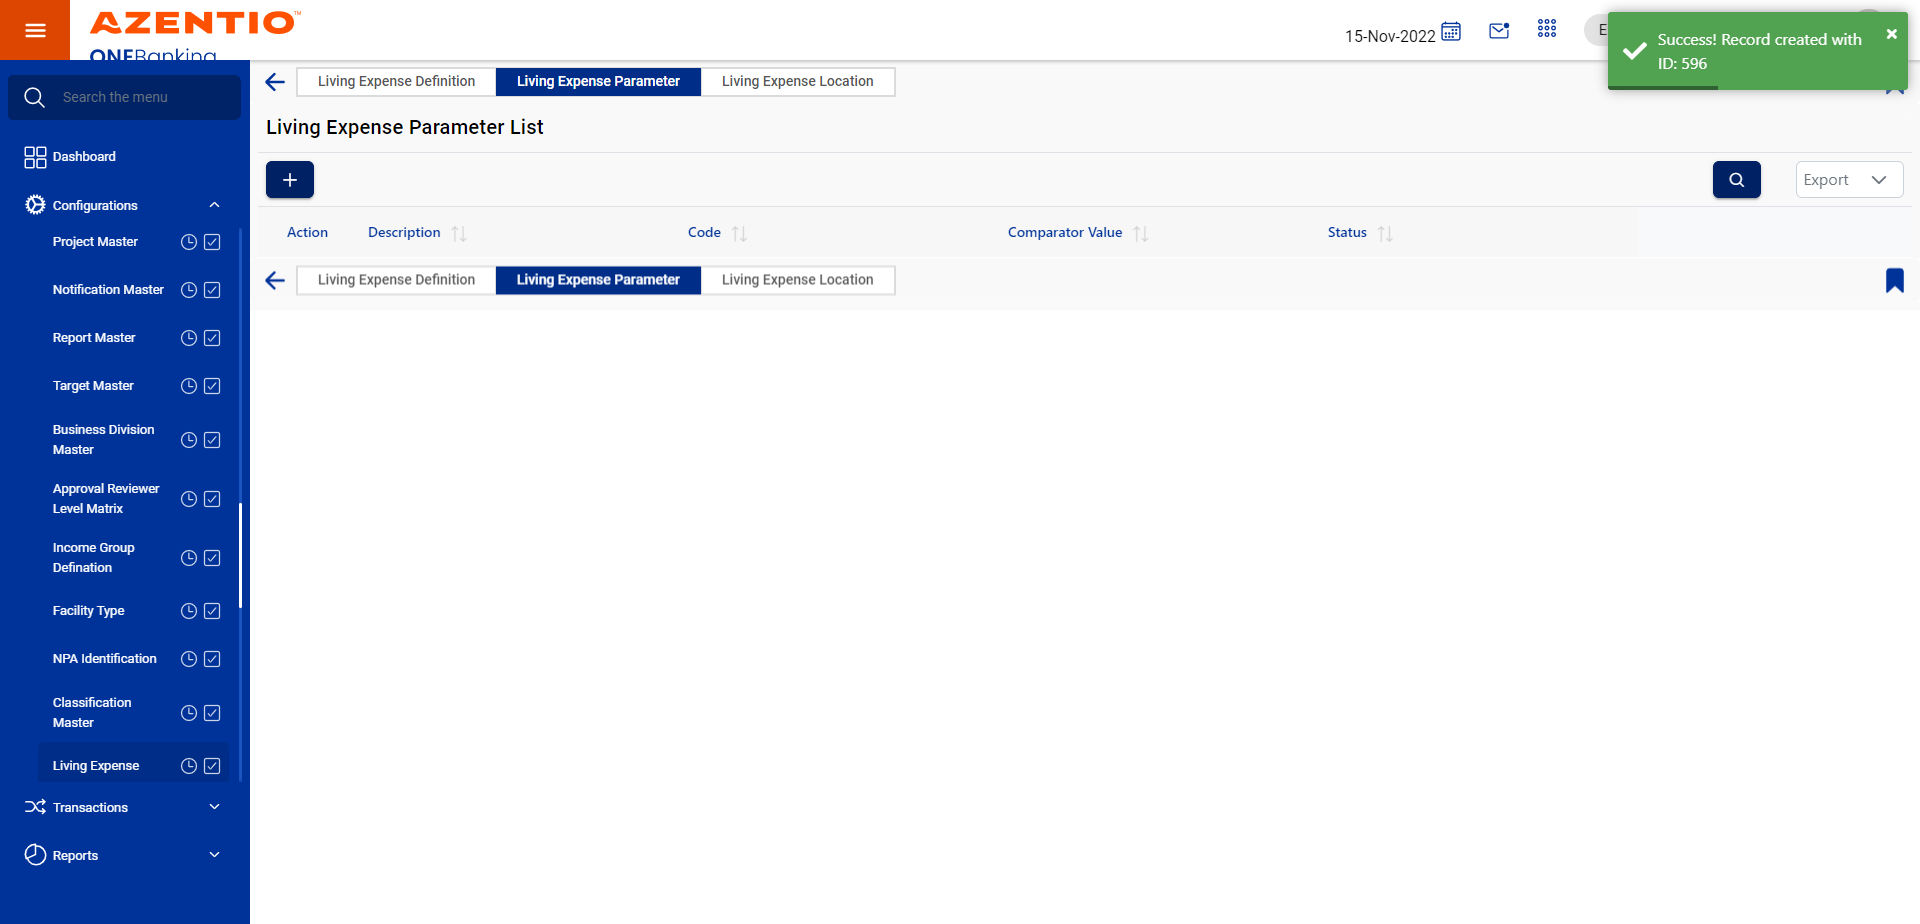 AZENTIO™
ONEBanking
15-Nov-2022
E
Success! Record created with
ID: 596
Search the menu
Dashboard
Configurations
Project Master
Notification Master
Report Master
Target Master
Business Division
Master
Approval Reviewer
Level Matrix
Income Group
Defination
Facility Type
NPA Identification
Classification
Master
Living Expense
Transactions
Reports
Living Expense Definition
Living Expense Parameter
Living Expense Location
Living Expense Parameter List
Export
Action
Description
Code
Comparator Value
Status
Living Expense Definition
Living Expense Parameter
Living Expense Location